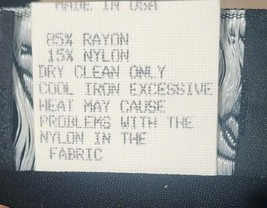 MADE IN USA
85% RAYON
15% NYLON
DRY CLEAN ONLY
COOL IRON EXCESSIVE
HEAT MAY CAUSE
PROBLEMS WITH THE
NYLON IN THE
FABRIC